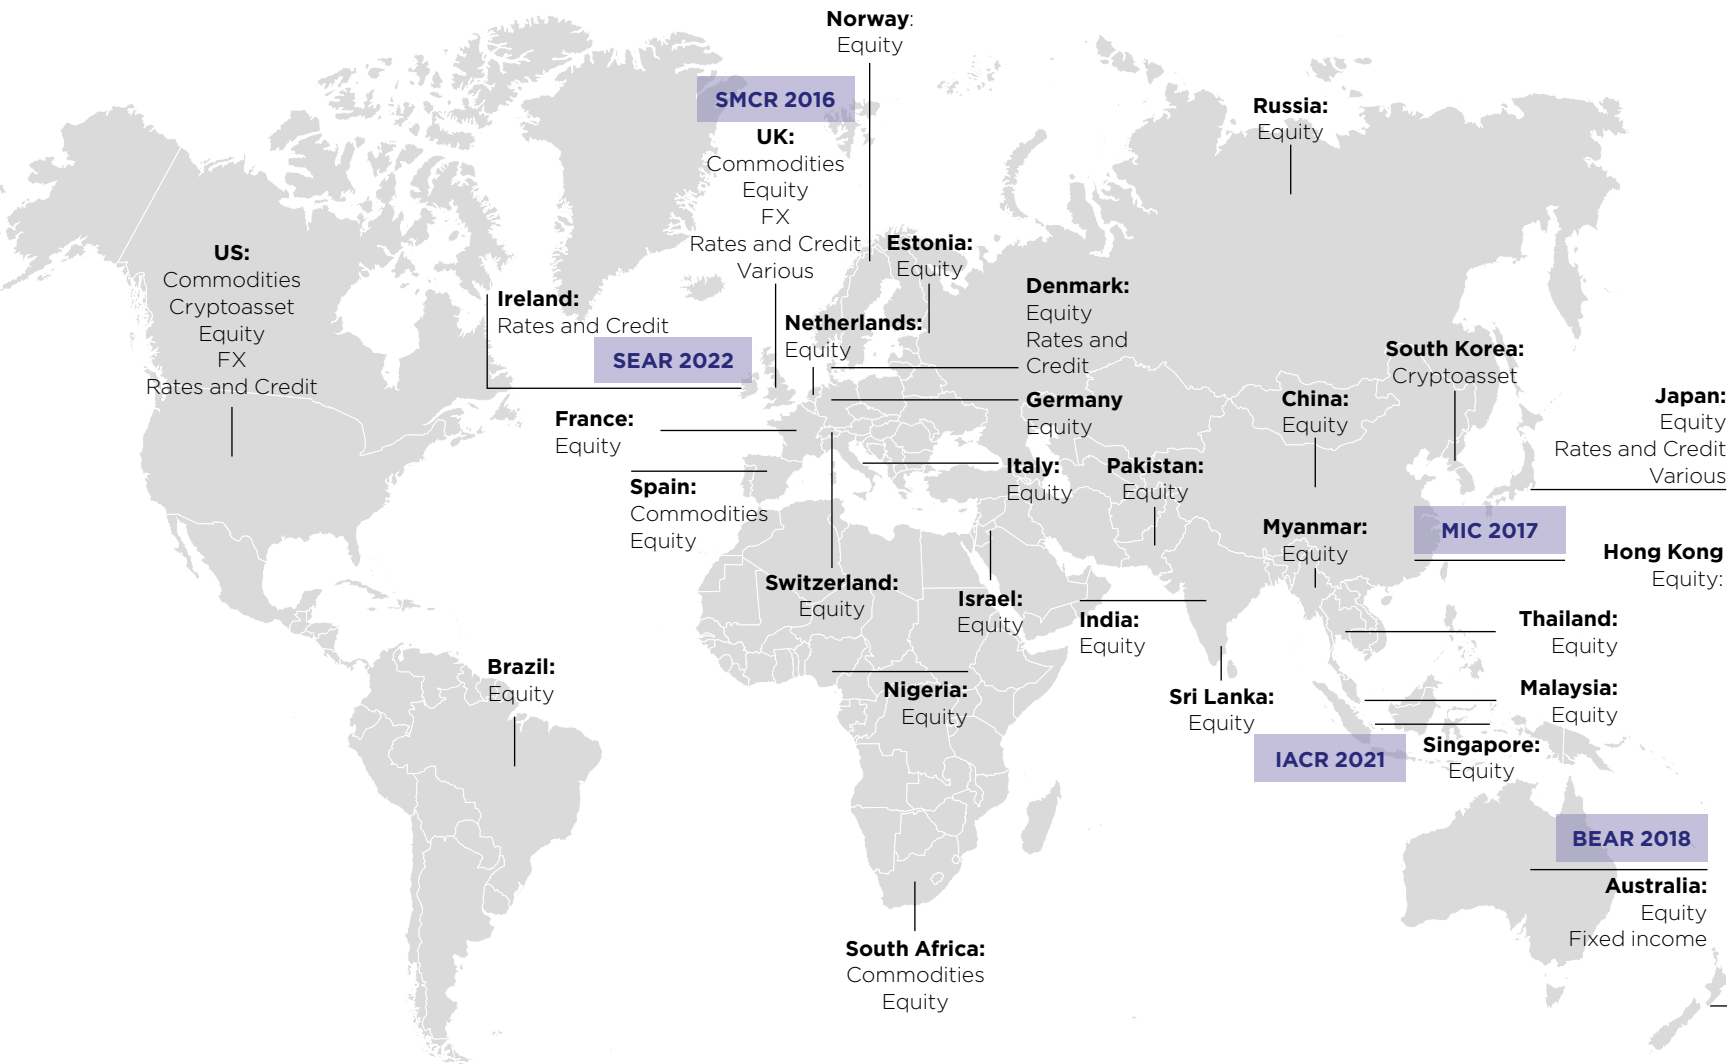 Norway:
Equity
SMCR 2016
UK:
Commodities
Equity
FX
Rates and Credit
Various
Russia:
Equity
US:
Commodities
Cryptoasset
Equity
FX
Rates and Credit
Estonia:
Equity
Ireland:
Rates and Credit
SEAR 2022
Netherlands:
Equity
Denmark:
Equity
Rates and
Credit
Germany
Equity
South Korea:
Cryptoasset
China:
Equity
Japan:
Equity
Rates and Credit
Various
France:
Equity
Spain:
Commodities
Equity
Italy:
Equity
Pakistan:
Equity
Myanmar:
Equity
MIC 2017
Hong Kong
Equity:
Switzerland:
Equity
Israel:
Equity
India:
Equity
Thailand:
Equity
Brazil:
Equity
Nigeria:
Equity
Sri Lanka:
Equity
Malaysia:
Equity
IACR 2021
Singapore:
Equity
BEAR 2018
Australia:
Equity
Fixed income
South Africa:
Commodities
Equity